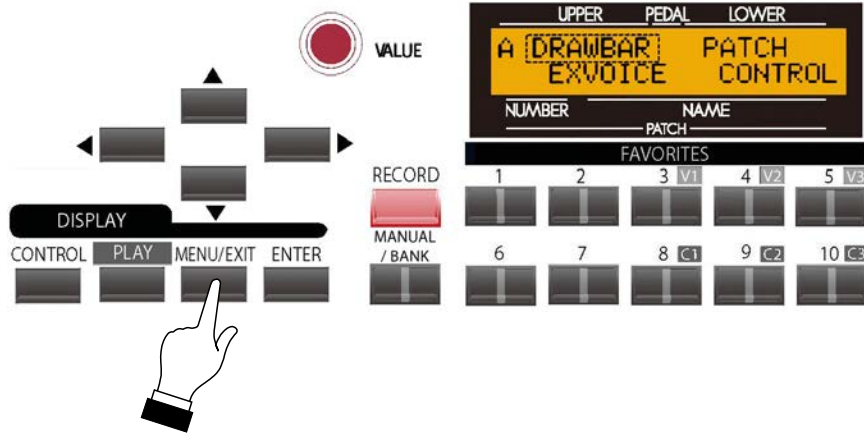 VALUE
DISPLAY
CONTROL PLAY MENU/EXIT ENTER
RECORD
MANUAL
/ BANK
UPPER PEDAL LOWER
A DRAWBAR PATCH
EXVOICE CONTROL
NUMBER NAME
PATCH
FAVORITES
1 2 3 V1 4 V2 5 V3
6 7 8 C1 9 C2 10 C3